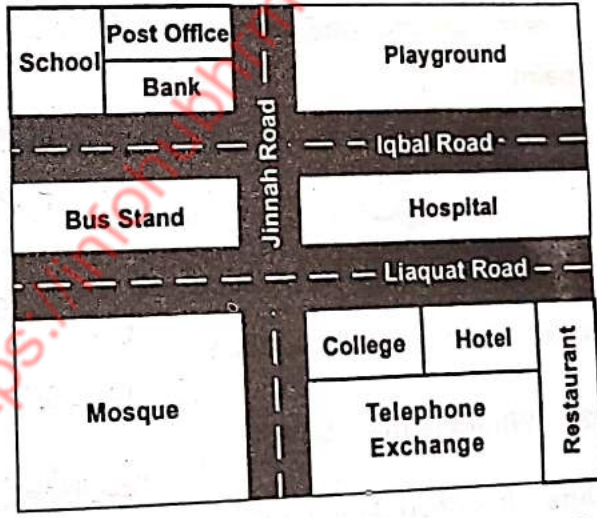 School
Post Office
Bank
Playground
Jinnah Road
Iqbal Road
Bus Stand
Hospital
Liaquat Road
Mosque
College
Hotel
Telephone
Exchange
Restaurant